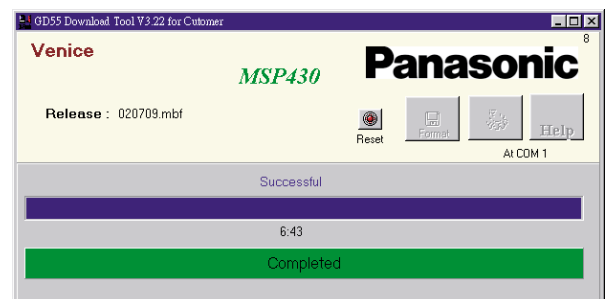 GD55 Download Tool V3.22 for Cutomer
8
Venice
MSP430
Panasonic
Release : 020709.mbf
Reset
Format
Help
At COM 1
Successful
6:43
Completed